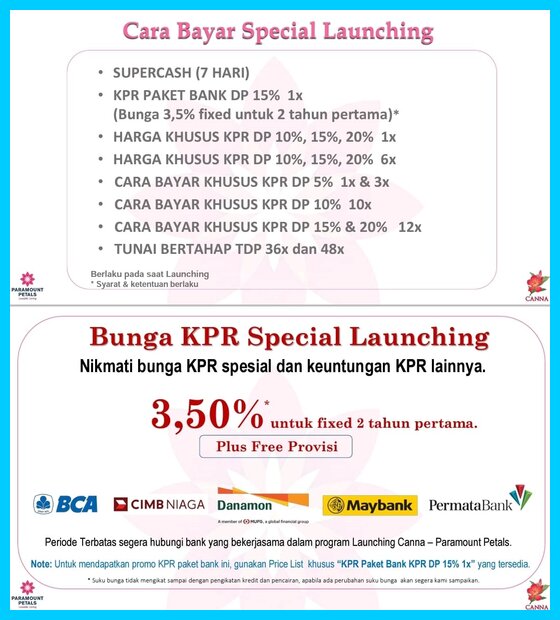 Cara Bayar Special Launching
• SUPERCASH (7 HARI)
• KPR PAKET BANK DP 15% 1x
(Bunga 3,5% fixed untuk 2 tahun pertama)*
• HARGA KHUSUS KPR DP 10%, 15%, 20% 1x
• HARGA KHUSUS KPR DP 10%, 15%, 20% 6x
• CARA BAYAR KHUSUS KPR DP 5% 1x & 3x
• CARA BAYAR KHUSUS KPR DP 10% 10x
• CARA BAYAR KHUSUS KPR DP 15% & 20% 12x
• TUNAI BERTAHAP TDP 36x dan 48x
Berlaku pada saat Launching
* Syarat & ketentuan berlaku
PARAMOUNT
PETALS
CANNA
Bunga KPR Special Launching
Nikmati bunga KPR spesial dan keuntungan KPR lainnya.
3,50%* untuk fixed 2 tahun pertama.
Plus Free Provisi
BCA
CIMB NIAGA
Danamon
A member of MUFG, a global financial group
Maybank
PermataBank
Periode Terbatas segera hubungi bank yang bekerjasama dalam program Launching Canna – Paramount Petals.
Note: Untuk mendapatkan promo KPR paket bank ini, gunakan Price List khusus “KPR Paket Bank KPR DP 15% 1x” yang tersedia.
* Suku bunga tidak mengikat sampai dengan pengikatan kredit dan pencairan, apabila ada perubahan suku bunga akan segera kami sampaikan.
PARAMOUNT
PETALS
CANNA